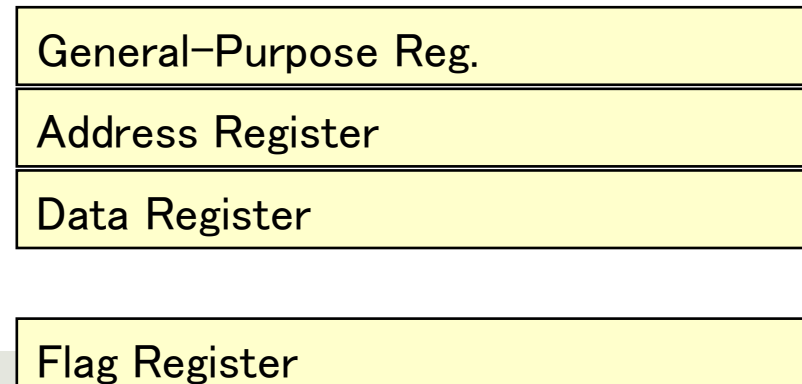 General-Purpose Reg.
Address Register
Data Register
Flag Register